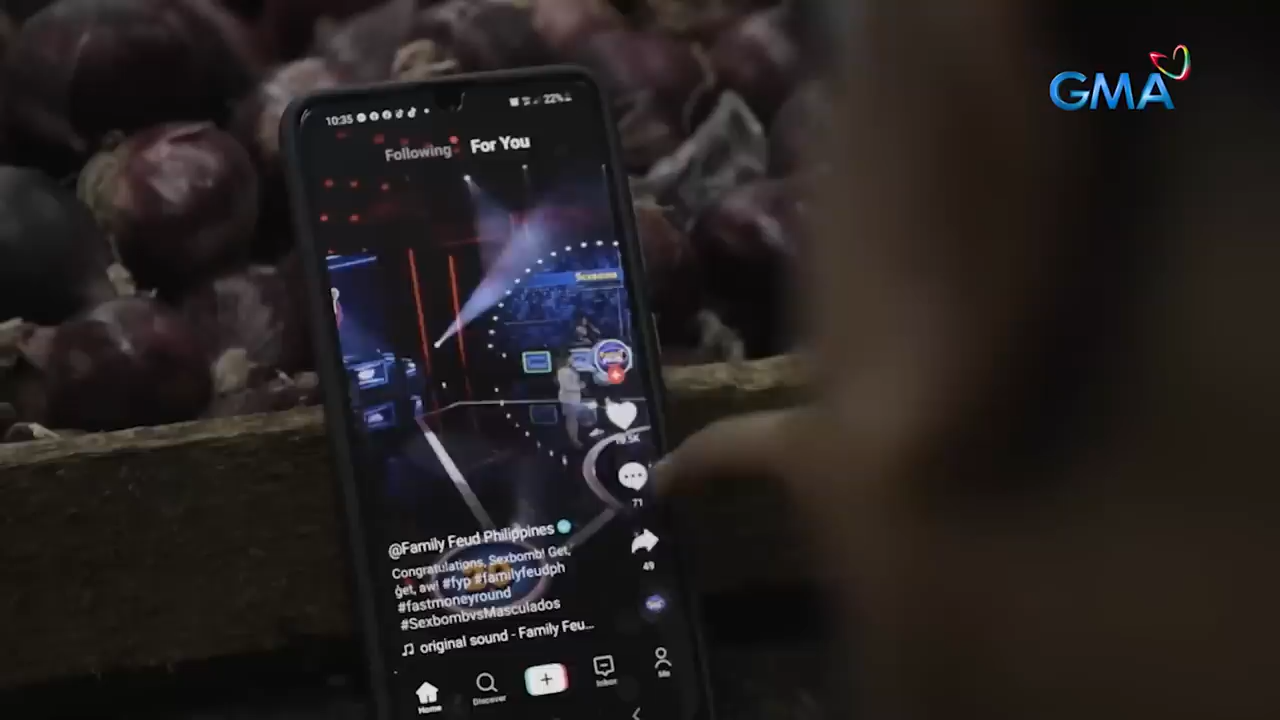 GMA
10:35
22%
Following
For You
Sexbomb
@Family Feud Philippines
Congratulations, Sexbomb! Get,
get, aw! #fyp #familyfeudph
#fastmoneyround
#SexbombvsMasculados
original sound - Family Feu...
71
49
Home
Discover
Inbox
Me